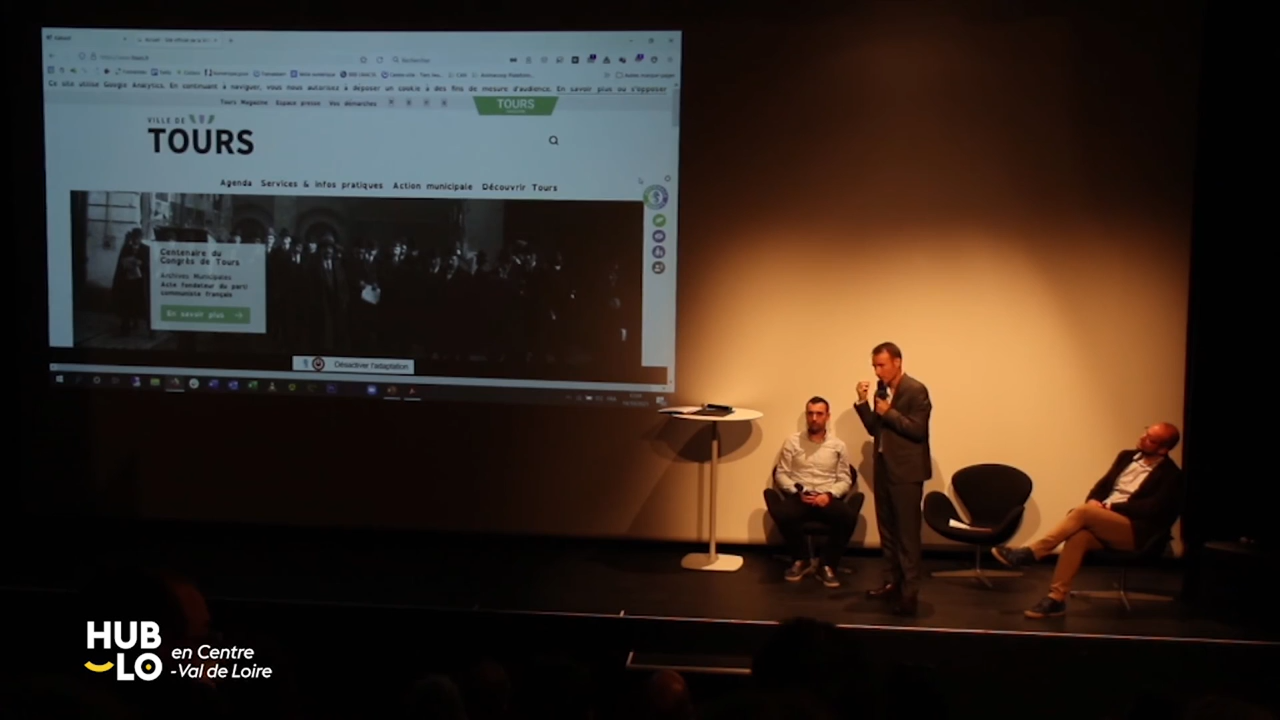 Rechercher
Ce site utilise Google Analytics. En continuant à naviguer, vous nous autorisez à déposer un cookie à des fins de mesure d'audience. En savoir plus ou s'opposer
Tours Magazine Espace presse Vos démarches
TOURS
VILLE DE
TOURS
Agenda Services & infos pratiques Action municipale Découvrir Tours
Centenaire du
Congrès de Tours
Archives Municipales
Acte fondateur du parti
communiste français
En savoir plus
Désactiver l'adaptation
HUB
LO
en Centre
-Val de Loire